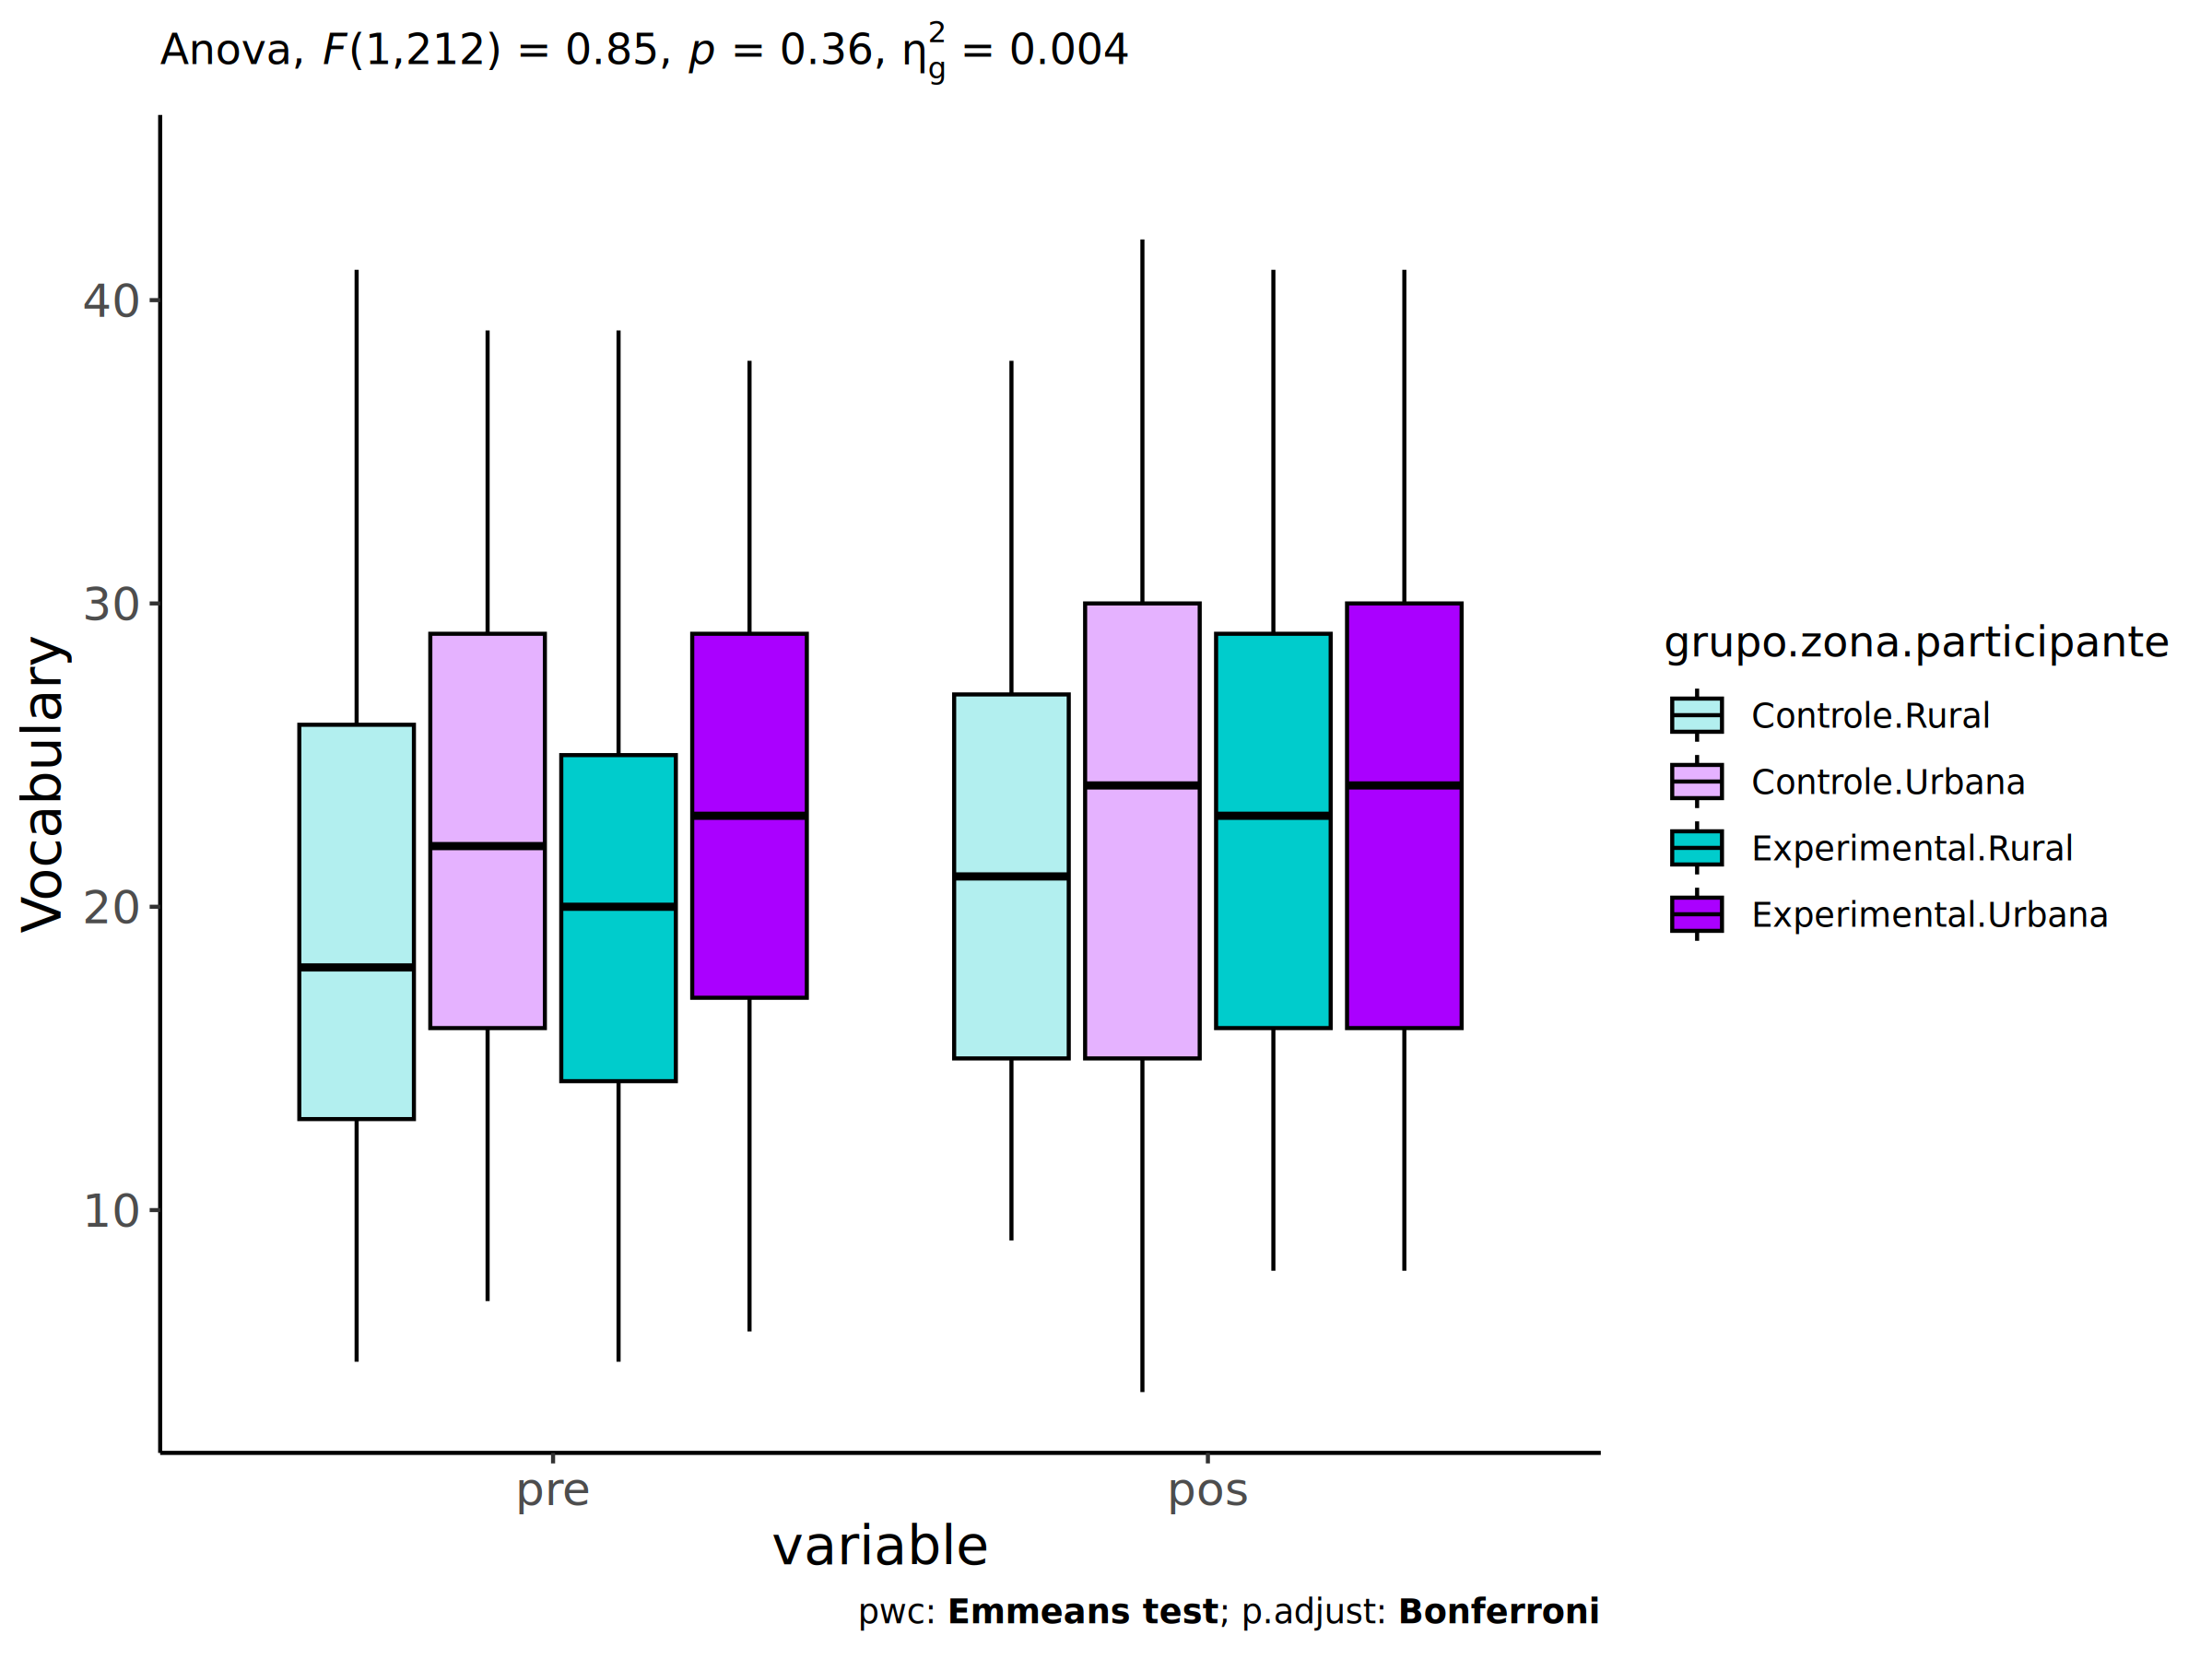 Anova, F(1,212) = 0.85, p = 0.36, η²g = 0.004
Vocabulary
40
30
20
10
pre
pos
variable
grupo.zona.participante
Controle.Rural
Controle.Urbana
Experimental.Rural
Experimental.Urbana
pwc: Emmeans test; p.adjust: Bonferroni